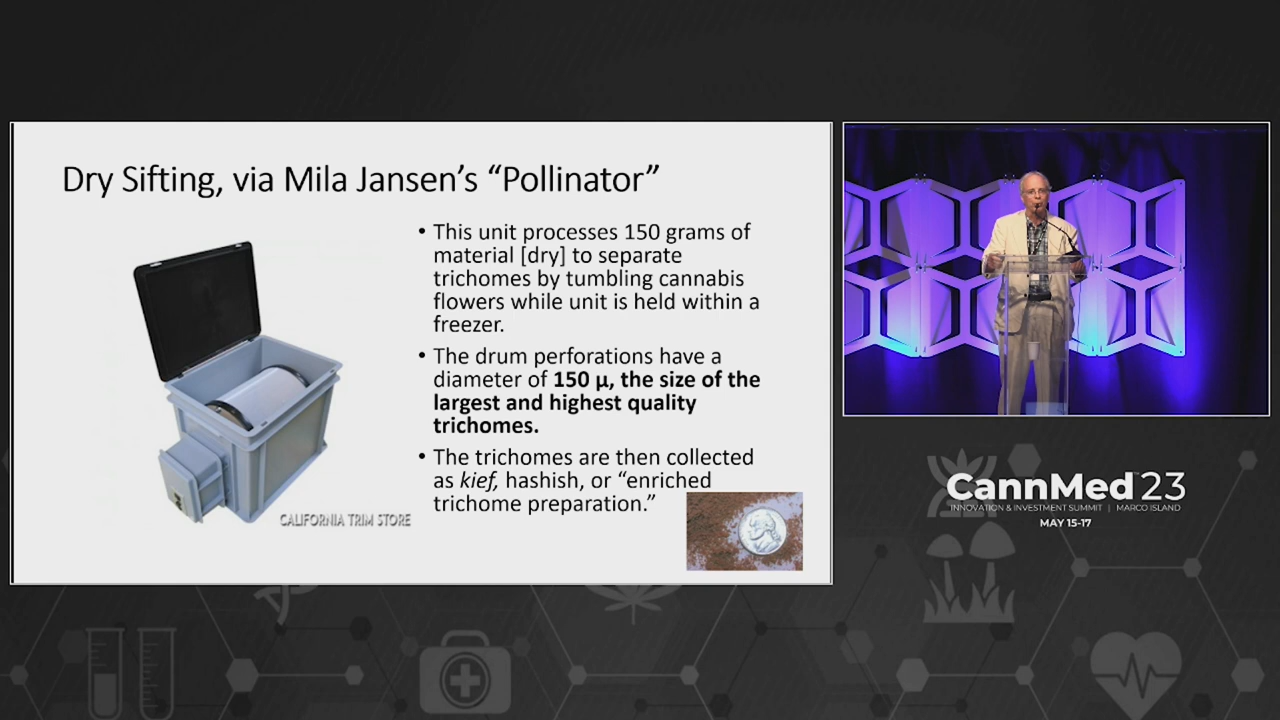 Dry Sifting, via Mila Jansen's “Pollinator”
• This unit processes 150 grams of
material [dry] to separate
trichomes by tumbling cannabis
flowers while unit is held within a
freezer.
• The drum perforations have a
diameter of 150 µ, the size of the
largest and highest quality
trichomes.
• The trichomes are then collected
as kief, hashish, or “enriched
trichome preparation.”
CALIFORNIA TRIM STORE
CannMed 23
INNOVATION & INVESTMENT SUMMIT | MARCO ISLAND
MAY 15-17